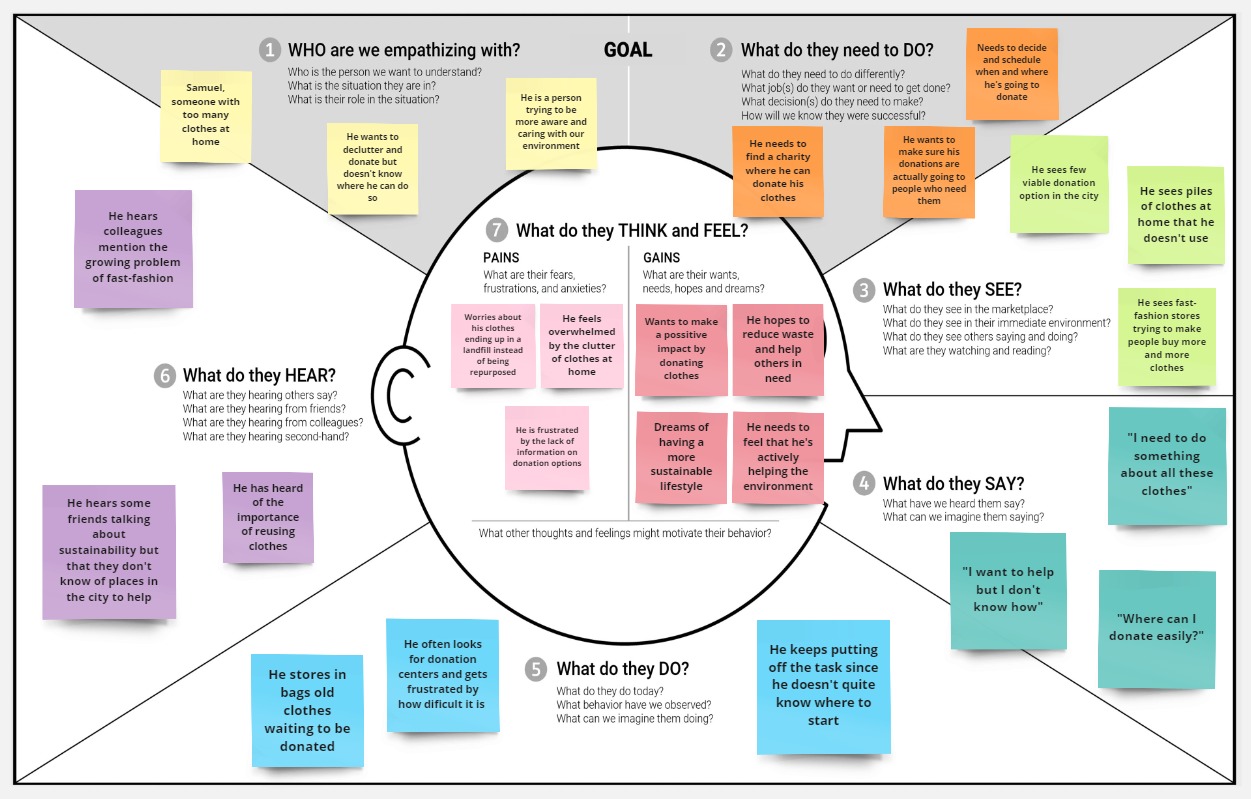 GOAL
1 WHO are we empathizing with?
Who is the person we want to understand?
What is the situation they are in?
What is their role in the situation?
Samuel,
someone with
too many
clothes at
home
He wants to
declutter and
donate but
doesn't know
where he can do
so
He is a person
trying to be
more aware and
caring with our
environment
2 What do they need to DO?
What do they need to do differently?
What job(s) do they want or need to get done?
What decision(s) do they need to make?
How will we know they were successful?
Needs to decide
and schedule
when and where
he's going to
donate
He needs to
find a charity
where he can
donate his
clothes
He wants to
make sure his
donations are
actually going to
people who need
them
He sees few
viable donation
option in the city
He sees piles
of clothes at
home that he
doesn't use
3 What do they SEE?
What do they see in the marketplace?
What do they see in their immediate environment?
What do they see others saying and doing?
What are they watching and reading?
He sees fast-
fashion stores
trying to make
people buy more
and more
clothes
4 What do they SAY?
What have we heard them say?
What can we imagine them saying?
"I need to do
something
about all these
clothes"
"I want to help
but I don't
know how"
"Where can I
donate easily?"
5 What do they DO?
What do they do today?
What behavior have we observed?
What can we imagine them doing?
He stores in
bags old
clothes
waiting to be
donated
He often looks
for donation
centers and gets
frustrated by
how dificult it is
He keeps putting
off the task since
he doesn't quite
know where to
start
6 What do they HEAR?
What are they hearing others say?
What are they hearing from friends?
What are they hearing from colleagues?
What are they hearing second-hand?
He hears
colleagues
mention the
growing problem
of fast-fashion
He hears some
friends talking
about
sustainability but
that they don't
know of places in
the city to help
He has heard
of the
importance
of reusing
clothes
7 What do they THINK and FEEL?
PAINS
What are their fears,
frustrations, and anxieties?
Worries about
his clothes
ending up in a
landfill instead
of being
repurposed
He feels
overwhelmed
by the clutter
of clothes at
home
He is frustrated
by the lack of
information on
donation options
GAINS
What are their wants,
needs, hopes and dreams?
Wants to make
a possitive
impact by
donating
clothes
He hopes to
reduce waste
and help
others in
need
Dreams of
having a
more
sustainable
lifestyle
He needs to
feel that he's
actively
helping the
environment
What other thoughts and feelings might motivate their behavior?